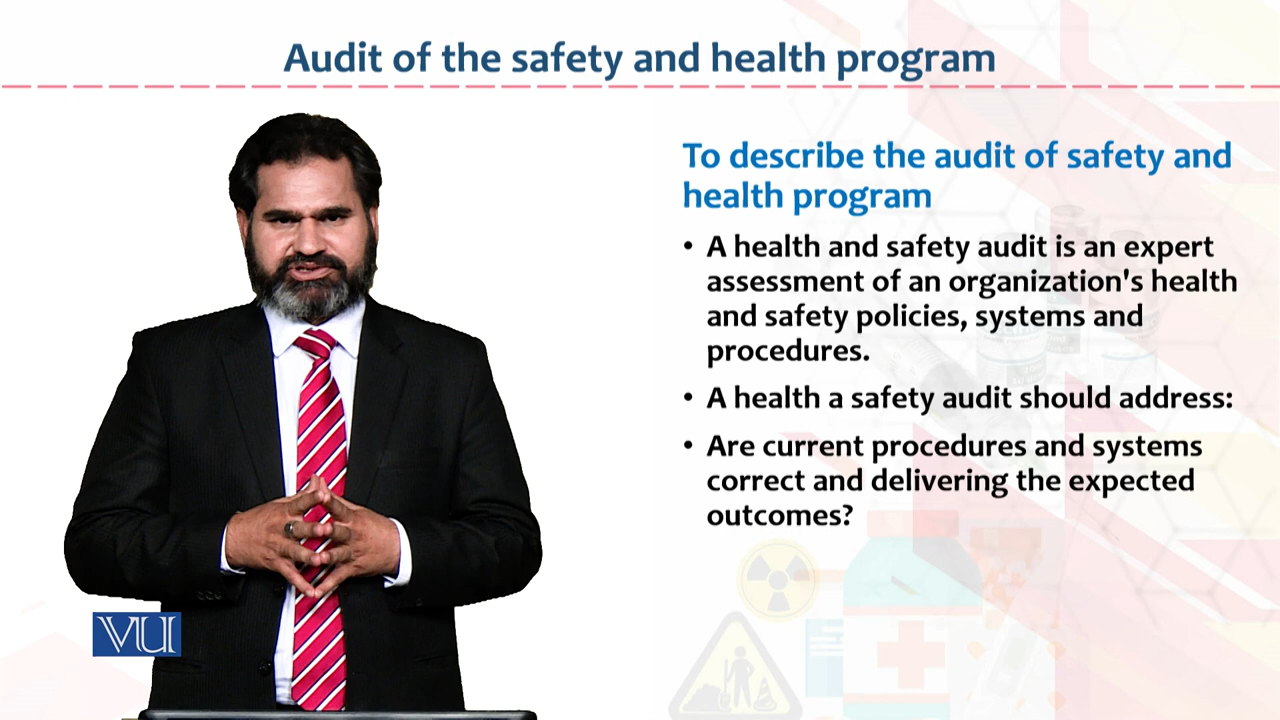 Audit of the safety and health program
To describe the audit of safety and
health program
• A health and safety audit is an expert
assessment of an organization's health
and safety policies, systems and
procedures.
• A health a safety audit should address:
• Are current procedures and systems
correct and delivering the expected
outcomes?
VU